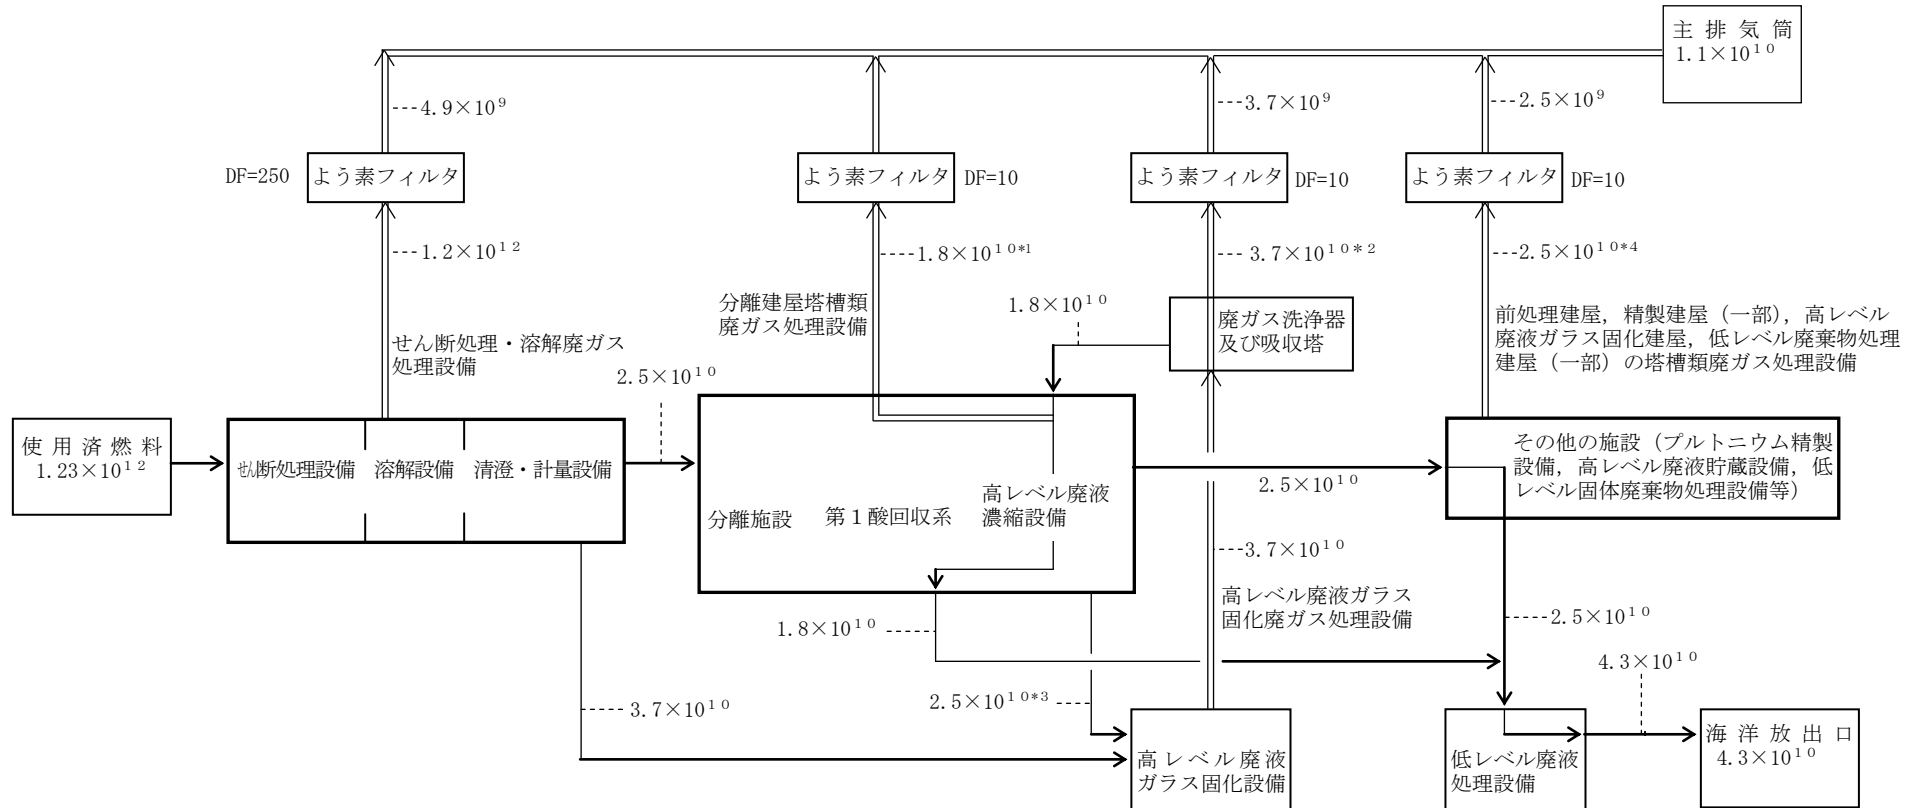 主排気筒
1.1×10¹⁰
4.9×10⁹
3.7×10⁹
2.5×10⁹
DF=250
よう素フィルタ
よう素フィルタ
DF=10
よう素フィルタ
DF=10
よう素フィルタ
DF=10
1.2×10¹²
1.8×10¹⁰*¹
3.7×10¹⁰*²
2.5×10¹⁰*⁴
せん断処理・溶解廃ガス
処理設備
分離建屋塔槽類
廃ガス処理設備
1.8×10¹⁰
廃ガス洗浄器
及び吸収塔
前処理建屋，精製建屋（一部），高レベル
廃液ガラス固化建屋，低レベル廃棄物処理
建屋（一部）の塔槽類廃ガス処理設備
2.5×10¹⁰
使用済燃料
1.23×10¹²
せん断処理設備
溶解設備
清澄・計量設備
分離施設
第１酸回収系
高レベル廃液
濃縮設備
2.5×10¹⁰
その他の施設（プルトニウム精製
設備，高レベル廃液貯蔵設備，低
レベル固体廃棄物処理設備等）
3.7×10¹⁰
高レベル廃液ガラス
固化廃ガス処理設備
1.8×10¹⁰
2.5×10¹⁰
4.3×10¹⁰
3.7×10¹⁰
2.5×10¹⁰*³
高レベル廃液
ガラス固化設備
低レベル廃液
処理設備
海洋放出口
4.3×10¹⁰